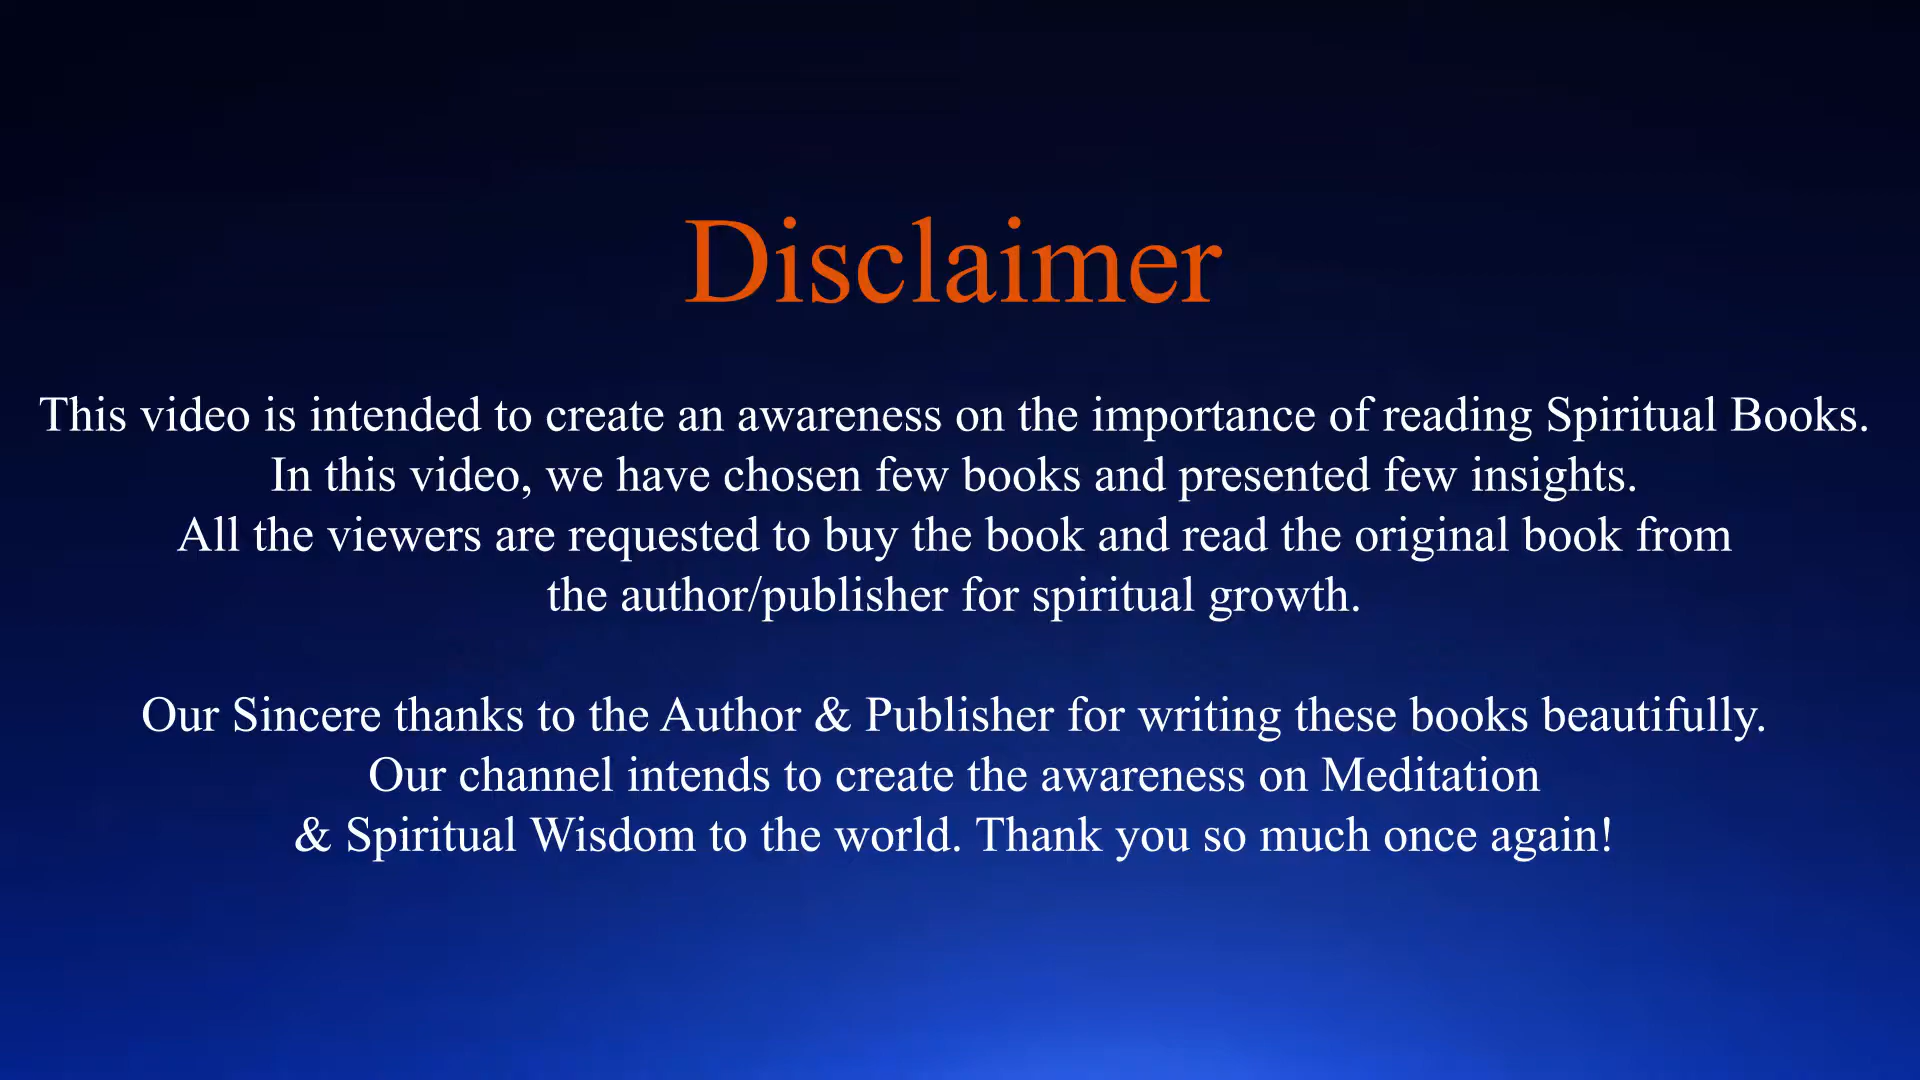 Disclaimer
This video is intended to create an awareness on the importance of reading Spiritual Books.
In this video, we have chosen few books and presented few insights.
All the viewers are requested to buy the book and read the original book from
the author/publisher for spiritual growth.
Our Sincere thanks to the Author & Publisher for writing these books beautifully.
Our channel intends to create the awareness on Meditation
& Spiritual Wisdom to the world. Thank you so much once again!